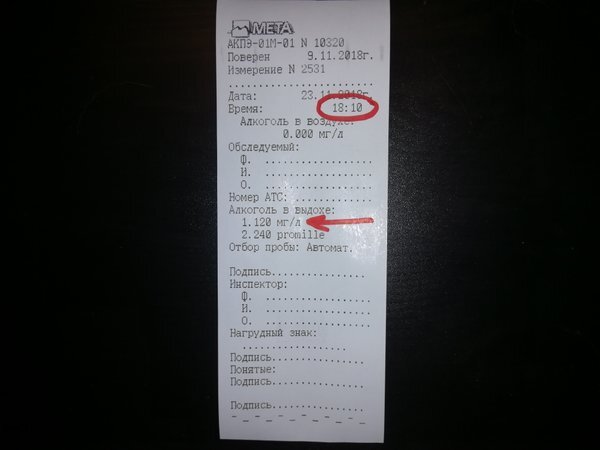 МЕТА
АКПЭ-01М-01 N 10320
Поверен 9.11.2018г.
Измерение N 2531
........................
Дата: 23.11.2018г.
Время: 18:10
Алкоголь в воздухе:
0.000 мг/л
Обследуемый:
Ф. .................
И. .................
О. .................
Номер АТС:.............
Алкоголь в выдохе:
1.120 мг/л
2.240 promille
Отбор пробы: Автомат.
Подпись.................
Инспектор:
Ф. .................
И. .................
О. .................
Нагрудный знак:
.................
Подпись.................
Понятые:
Подпись.................
Подпись.................